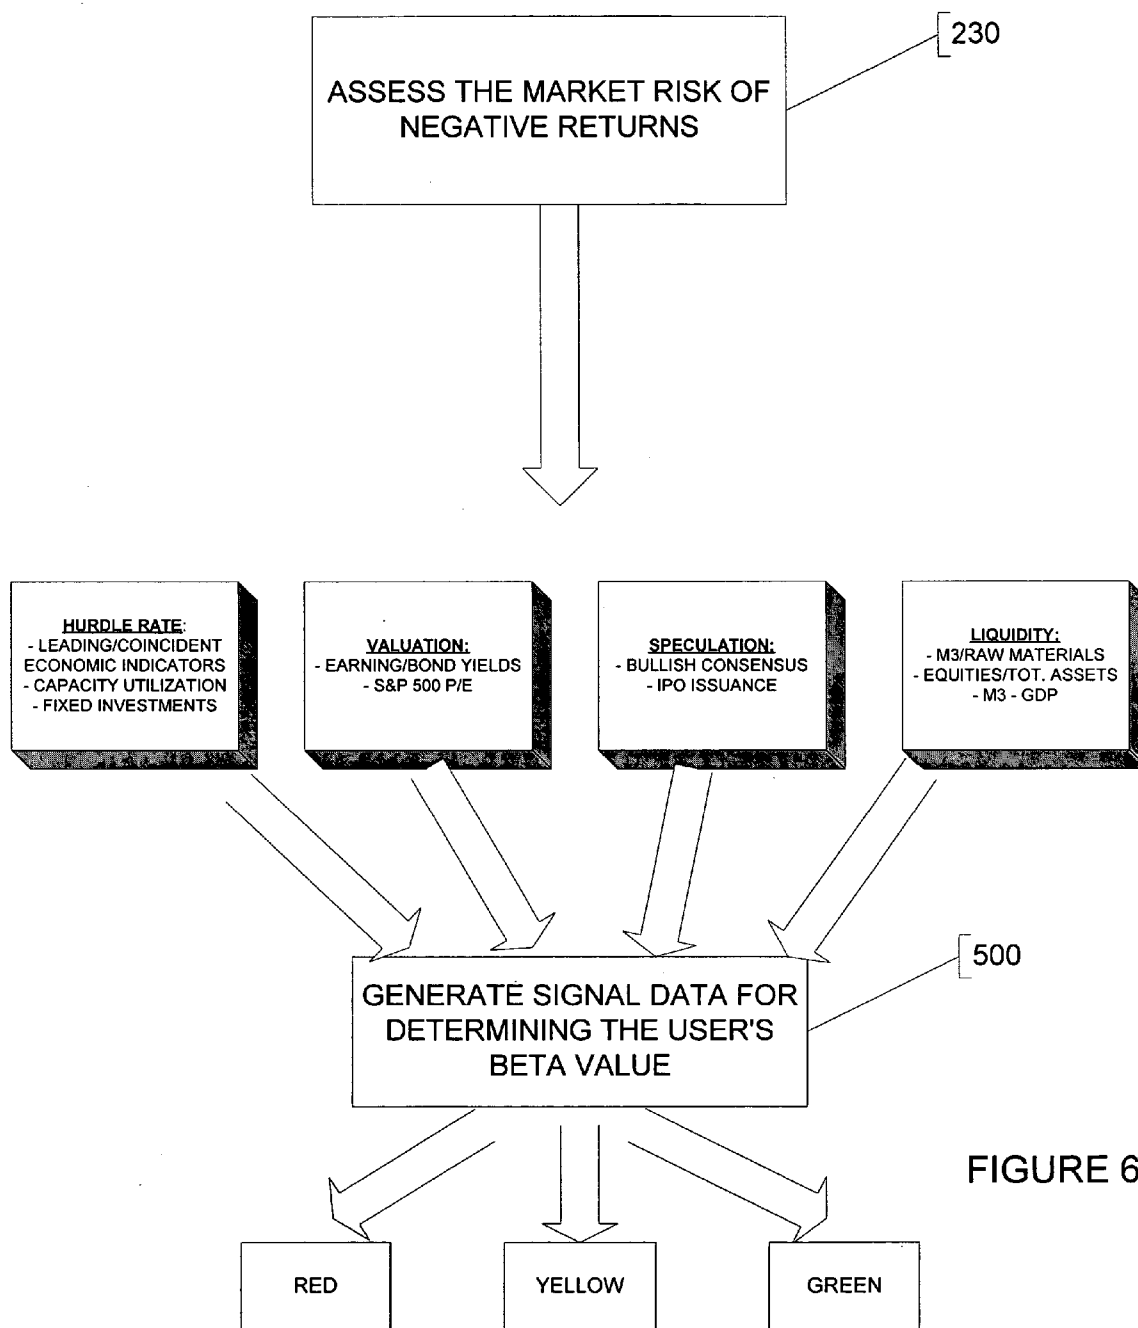 230
ASSESS THE MARKET RISK OF
NEGATIVE RETURNS
HURDLE RATE:
- LEADING/COINCIDENT
ECONOMIC INDICATORS
- CAPACITY UTILIZATION
- FIXED INVESTMENTS
VALUATION:
- EARNING/BOND YIELDS
- S&P 500 P/E
SPECULATION:
- BULLISH CONSENSUS
- IPO ISSUANCE
LIQUIDITY:
- M3/RAW MATERIALS
- EQUITIES/TOT. ASSETS
- M3 - GDP
500
GENERATE SIGNAL DATA FOR
DETERMINING THE USER'S
BETA VALUE
FIGURE 6
RED
YELLOW
GREEN